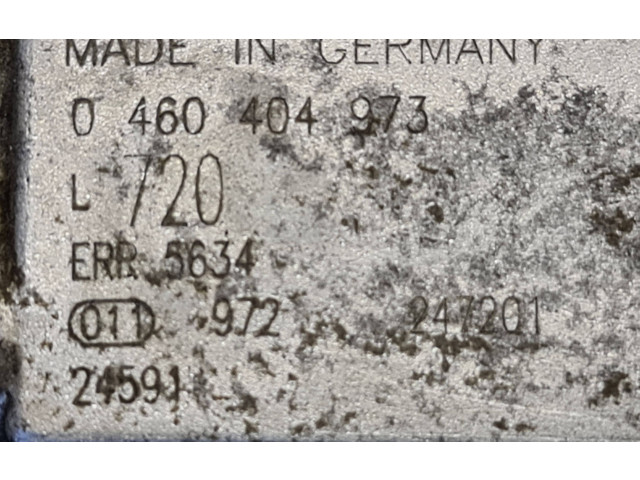 MADE IN GERMANY
0 460 404 973
L 720
ERR 5634
011 972 247201
24591